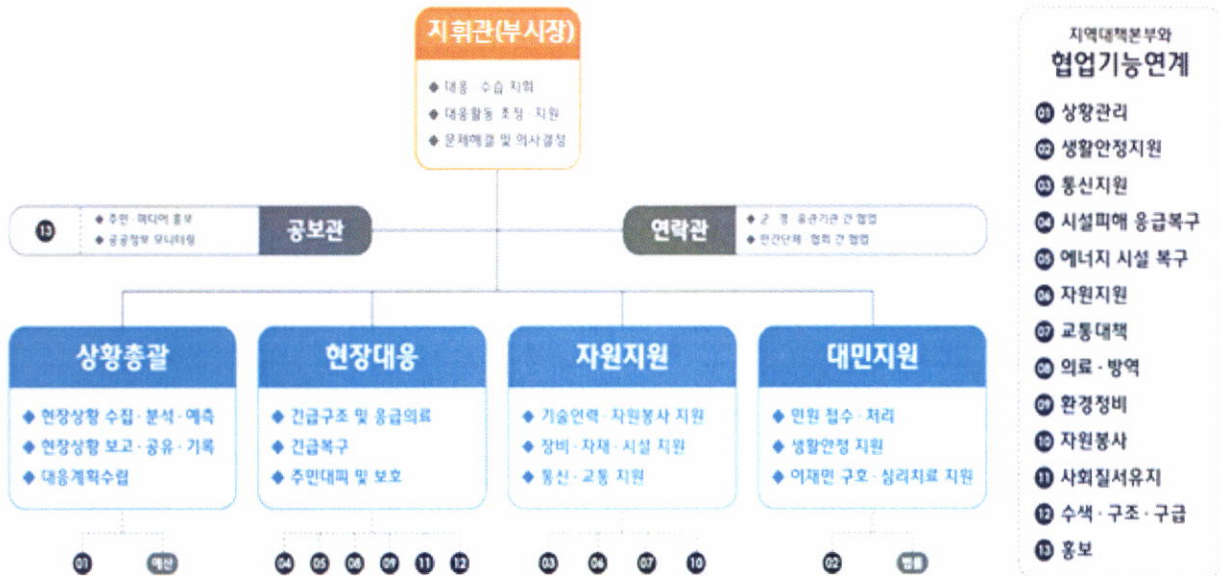 지휘관(부시장)
◆ 대응 · 수습 지휘
◆ 대응활동 조정 · 지원
◆ 문제해결 및 의사결정
13
◆ 주민 · 미디어 홍보
◆ 공공정보 모니터링
공보관
연락관
◆ 군 · 경 · 유관기관 간 협업
◆ 민간단체 · 협회 간 협업
상황총괄
◆ 현장상황 수집 · 분석 · 예측
◆ 현장상황 보고 · 공유 · 기록
◆ 대응계획수립
01 예산
현장대응
◆ 긴급구조 및 응급의료
◆ 긴급복구
◆ 주민대피 및 보호
04 05 08 09 11 12
자원지원
◆ 기술인력 · 자원봉사 지원
◆ 장비 · 자재 · 시설 지원
◆ 통신 · 교통 지원
03 06 07 10
대민지원
◆ 민원 접수 · 처리
◆ 생활안정 지원
◆ 이재민 구호 · 심리치료 지원
02 법률
지역대책본부와
협업기능연계
01 상황관리
02 생활안정지원
03 통신지원
04 시설피해 응급복구
05 에너지 시설 복구
06 자원지원
07 교통대책
08 의료 · 방역
09 환경정비
10 자원봉사
11 사회질서유지
12 수색 · 구조 · 구급
13 홍보